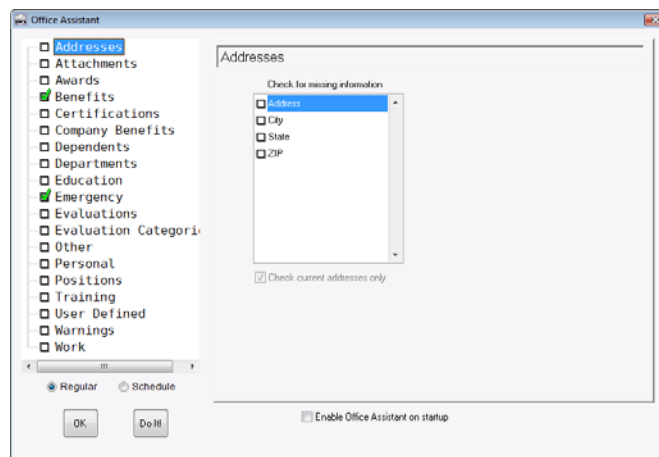 Office Assistant
Addresses
Attachments
Awards
Benefits
Certifications
Company Benefits
Dependents
Departments
Education
Emergency
Evaluations
Evaluation Categori
Other
Personal
Positions
Training
User Defined
Warnings
Work
Regular
Schedule
OK
Do It!
Addresses
Check for missing information
Address
City
State
ZIP
Check current addresses only
Enable Office Assistant on startup